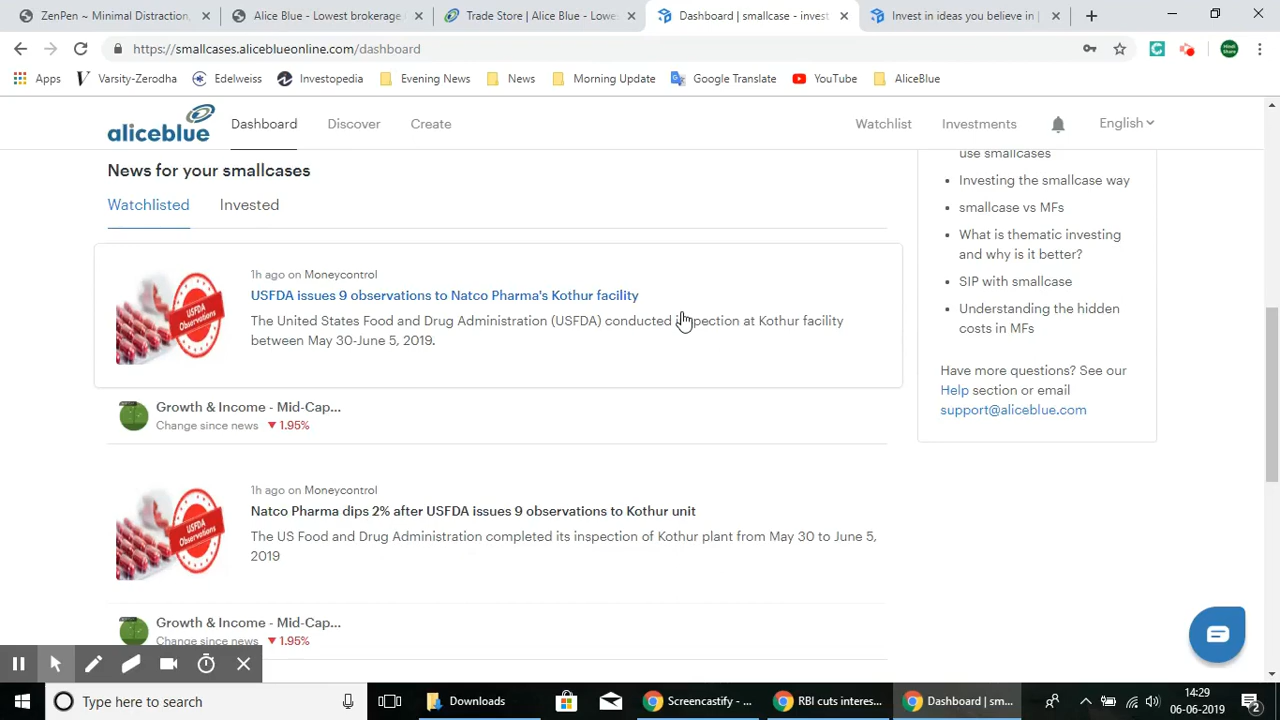 ZenPen ~ Minimal Distraction,
Alice Blue - Lowest brokerage
Trade Store | Alice Blue - Lowes
Dashboard | smallcase - invest
Invest in ideas you believe in |
https://smallcases.aliceblueonline.com/dashboard
Apps
Varsity-Zerodha
Edelweiss
Investopedia
Evening News
News
Morning Update
Google Translate
YouTube
AliceBlue
aliceblue
Dashboard
Discover
Create
Watchlist
Investments
English
News for your smallcases
Watchlisted
Invested
1h ago on Moneycontrol
USFDA issues 9 observations to Natco Pharma's Kothur facility
The United States Food and Drug Administration (USFDA) conducted inspection at Kothur facility
between May 30-June 5, 2019.
USFDA
Observations
Growth & Income - Mid-Cap...
Change since news ▼ 1.95%
1h ago on Moneycontrol
Natco Pharma dips 2% after USFDA issues 9 observations to Kothur unit
The US Food and Drug Administration completed its inspection of Kothur plant from May 30 to June 5,
2019
USFDA
Observations
Growth & Income - Mid-Cap...
Change since news ▼ 1.95%
use smallcases
Investing the smallcase way
smallcase vs MFs
What is thematic investing
and why is it better?
SIP with smallcase
Understanding the hidden
costs in MFs
Have more questions? See our
Help section or email
support@aliceblue.com
Type here to search
Downloads
Screencastify - ...
RBI cuts interes...
Dashboard | sm...
14:29
06-06-2019
2